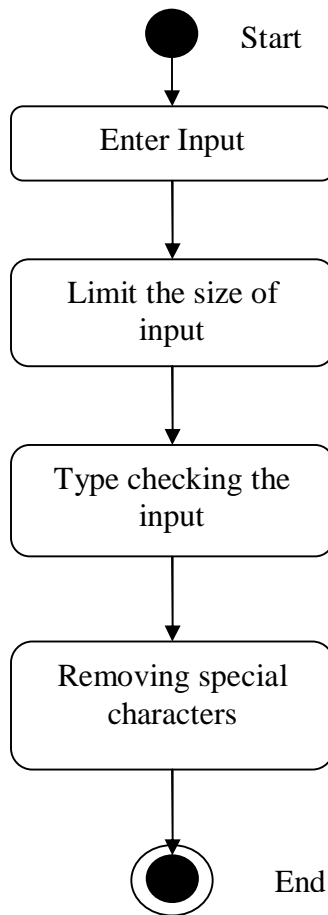 Start
Enter Input
Limit the size of
input
Type checking the
input
Removing special
characters
End